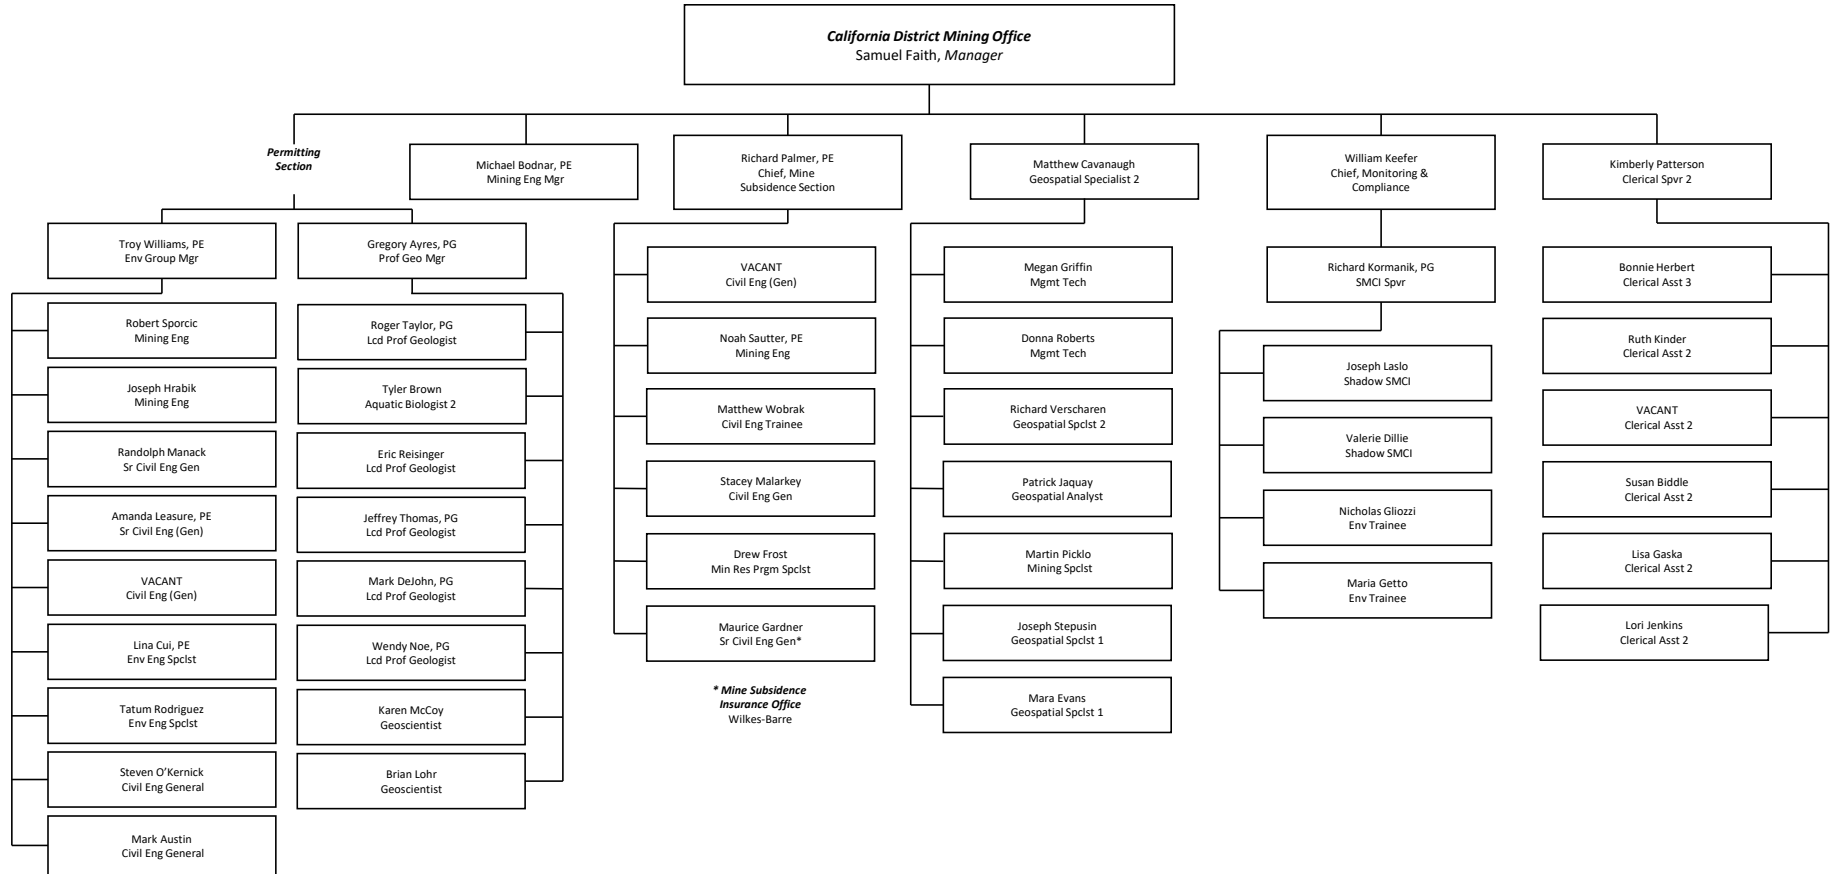 California District Mining Office
Samuel Faith, Manager
Permitting
Section
Michael Bodnar, PE
Mining Eng Mgr
Richard Palmer, PE
Chief, Mine
Subsidence Section
Matthew Cavanaugh
Geospatial Specialist 2
William Keefer
Chief, Monitoring &
Compliance
Kimberly Patterson
Clerical Spvr 2
Troy Williams, PE
Env Group Mgr
Robert Sporcic
Mining Eng
Joseph Hrabik
Mining Eng
Randolph Manack
Sr Civil Eng Gen
Amanda Leasure, PE
Sr Civil Eng (Gen)
VACANT
Civil Eng (Gen)
Lina Cui, PE
Env Eng Spclst
Tatum Rodriguez
Env Eng Spclst
Steven O’Kernick
Civil Eng General
Mark Austin
Civil Eng General
Gregory Ayres, PG
Prof Geo Mgr
Roger Taylor, PG
Lcd Prof Geologist
Tyler Brown
Aquatic Biologist 2
Eric Reisinger
Lcd Prof Geologist
Jeffrey Thomas, PG
Lcd Prof Geologist
Mark DeJohn, PG
Lcd Prof Geologist
Wendy Noe, PG
Lcd Prof Geologist
Karen McCoy
Geoscientist
Brian Lohr
Geoscientist
VACANT
Civil Eng (Gen)
Noah Sautter, PE
Mining Eng
Matthew Wobrak
Civil Eng Trainee
Stacey Malarkey
Civil Eng Gen
Drew Frost
Min Res Prgm Spclst
Maurice Gardner
Sr Civil Eng Gen*
* Mine Subsidence
Insurance Office
Wilkes-Barre
Megan Griffin
Mgmt Tech
Donna Roberts
Mgmt Tech
Richard Verscharen
Geospatial Spclst 2
Patrick Jaquay
Geospatial Analyst
Martin Picklo
Mining Spclst
Joseph Stepusin
Geospatial Spclst 1
Mara Evans
Geospatial Spclst 1
Richard Kormanik, PG
SMCI Spvr
Joseph Laslo
Shadow SMCI
Valerie Dillie
Shadow SMCI
Nicholas Gliozzi
Env Trainee
Maria Getto
Env Trainee
Bonnie Herbert
Clerical Asst 3
Ruth Kinder
Clerical Asst 2
VACANT
Clerical Asst 2
Susan Biddle
Clerical Asst 2
Lisa Gaska
Clerical Asst 2
Lori Jenkins
Clerical Asst 2